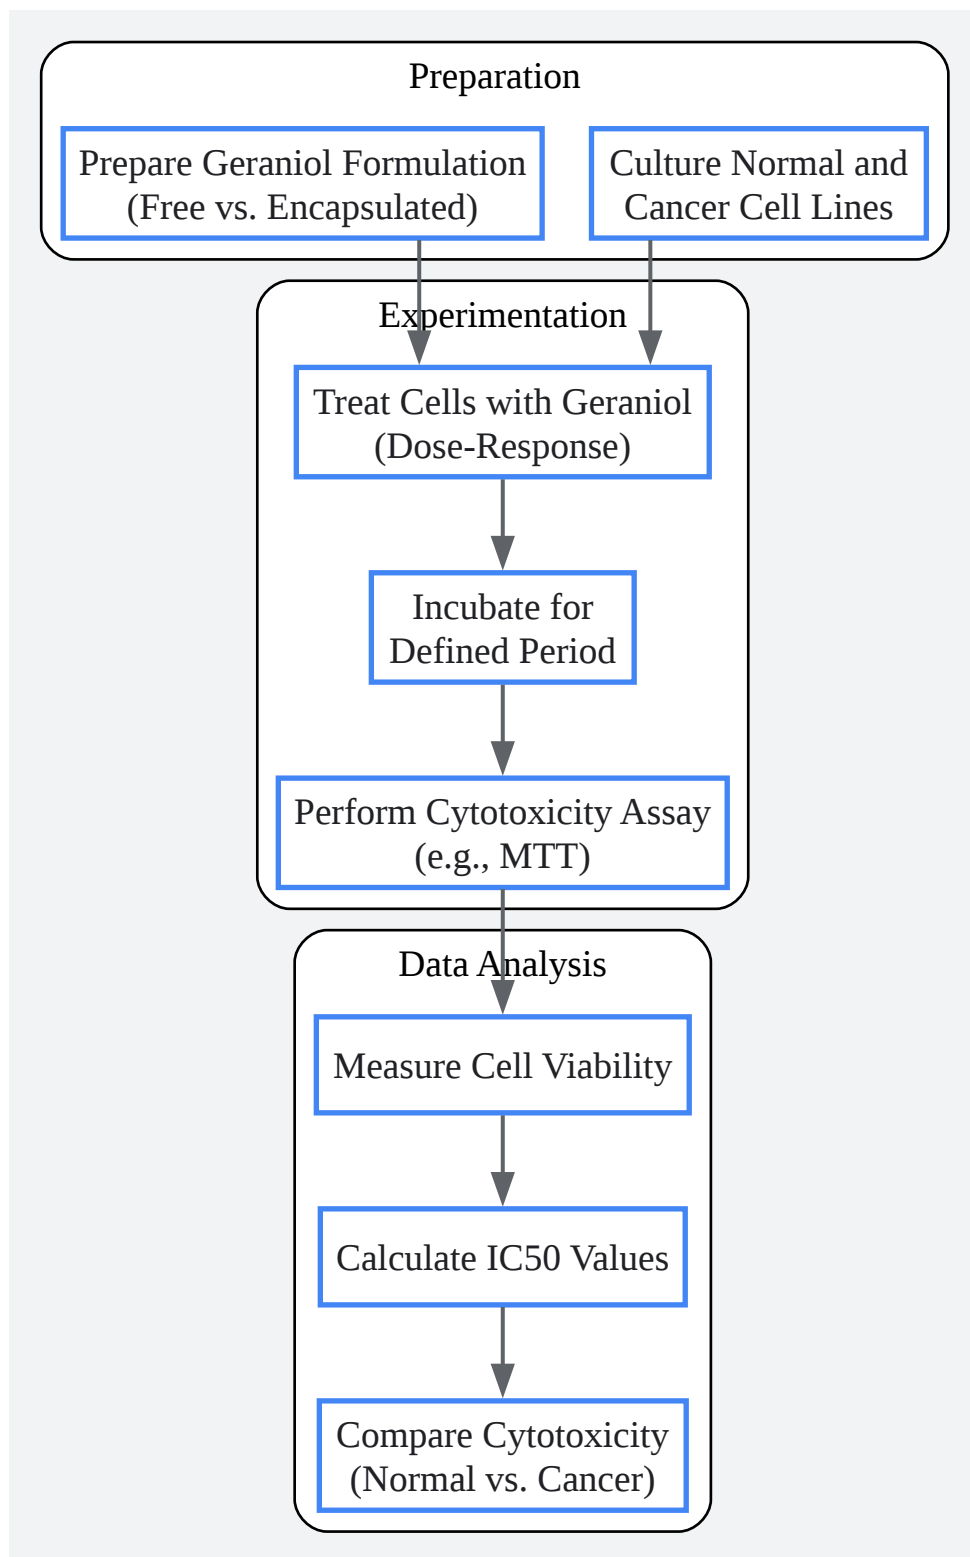 Preparation
Prepare Geraniol Formulation
(Free vs. Encapsulated)
Culture Normal and
Cancer Cell Lines
Experimentation
Treat Cells with Geraniol
(Dose-Response)
Incubate for
Defined Period
Perform Cytotoxicity Assay
(e.g., MTT)
Data Analysis
Measure Cell Viability
Calculate IC50 Values
Compare Cytotoxicity
(Normal vs. Cancer)